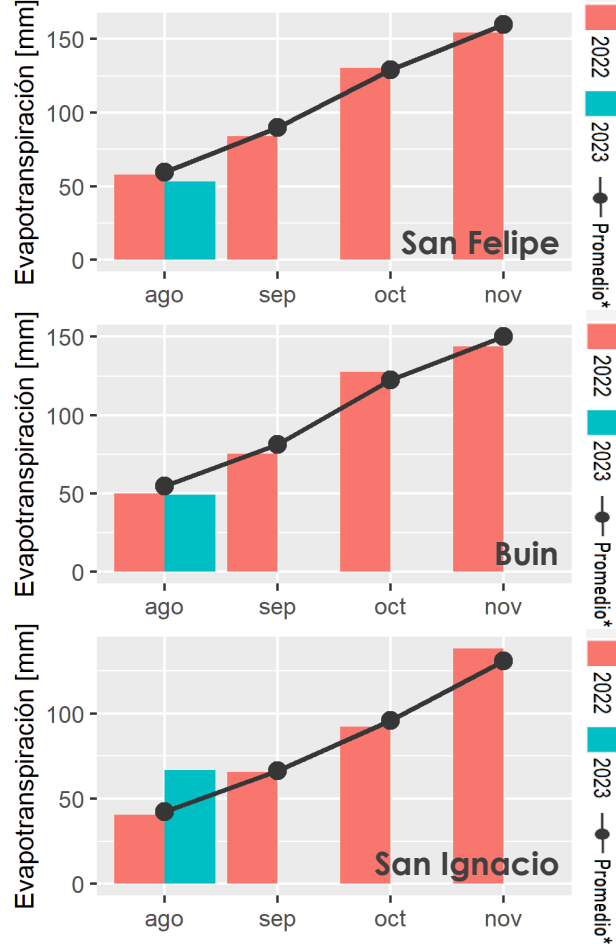 Evapotranspiración [mm]
150
100
50
0
San Felipe
ago sep oct nov
2022
2023
Promedio*
Evapotranspiración [mm]
150
100
50
0
Buin
ago sep oct nov
2022
2023
Promedio*
Evapotranspiración [mm]
100
50
0
San Ignacio
ago sep oct nov
2022
2023
Promedio*